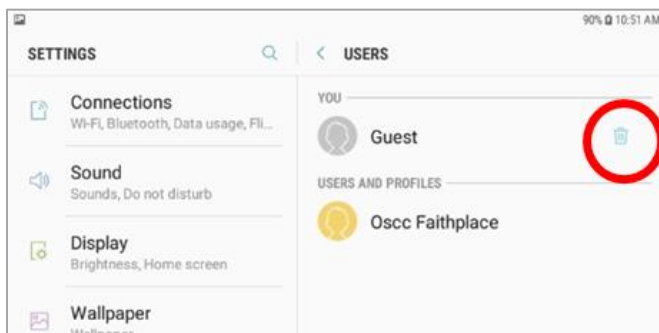 90% 10:51 AM
SETTINGS
USERS
Connections
Wi-Fi, Bluetooth, Data usage, Fli...
Sound
Sounds, Do not disturb
Display
Brightness, Home screen
Wallpaper
YOU
Guest
USERS AND PROFILES
Oscc Faithplace